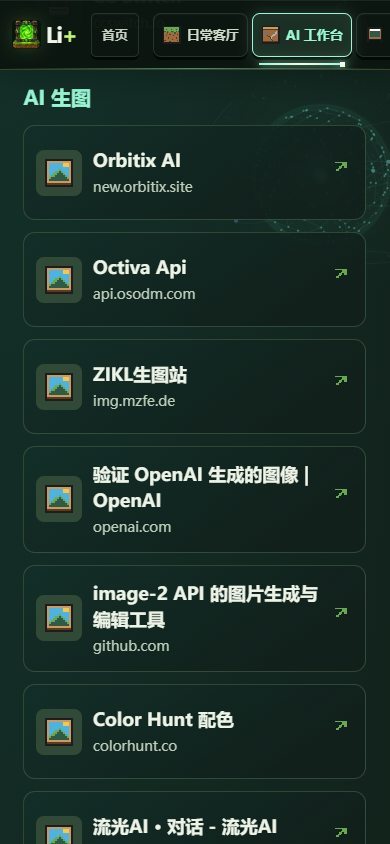 Li+
首页
日常客厅
AI 工作台
AI 生图
Orbitix AI
new.orbitix.site
Octiva Api
api.osodm.com
ZIKL生图站
img.mzfe.de
验证 OpenAI 生成的图像 |
OpenAI
openai.com
image-2 API 的图片生成与
编辑工具
github.com
Color Hunt 配色
colorhunt.co
流光AI • 对话 - 流光AI